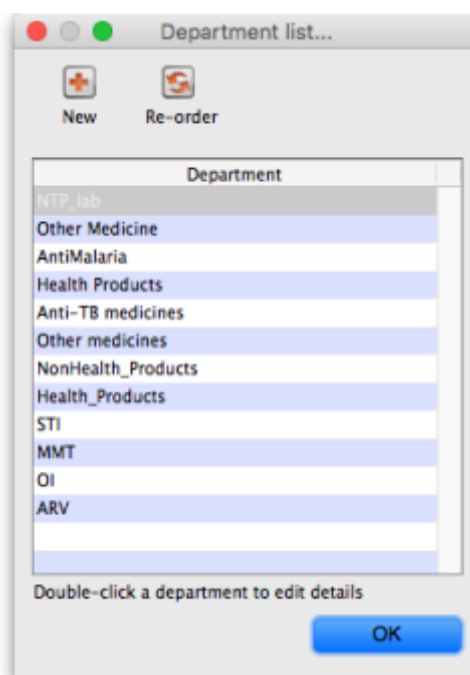 Department list...
New Re-order
Department
NTP_lab
Other Medicine
AntiMalaria
Health Products
Anti-TB medicines
Other medicines
NonHealth_Products
Health_Products
STI
MMT
OI
ARV
Double-click a department to edit details
OK